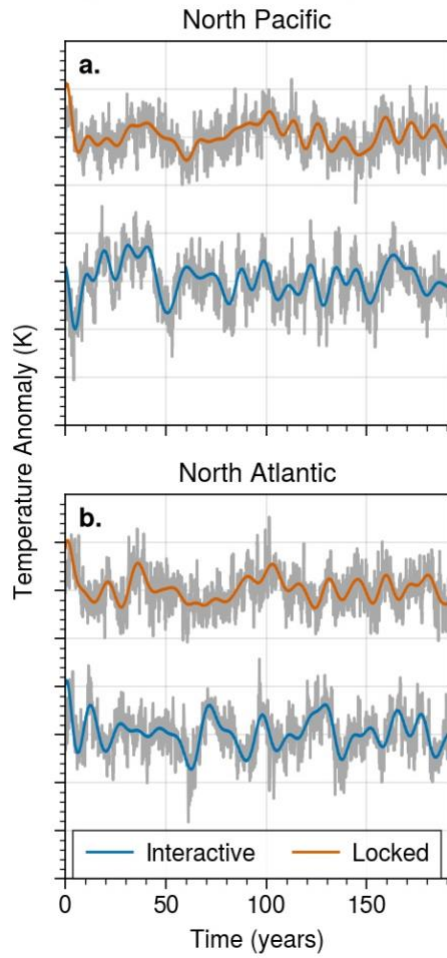 North Pacific
a.
Temperature Anomaly (K)
North Atlantic
b.
Interactive Locked
0 50 100 150
Time (years)